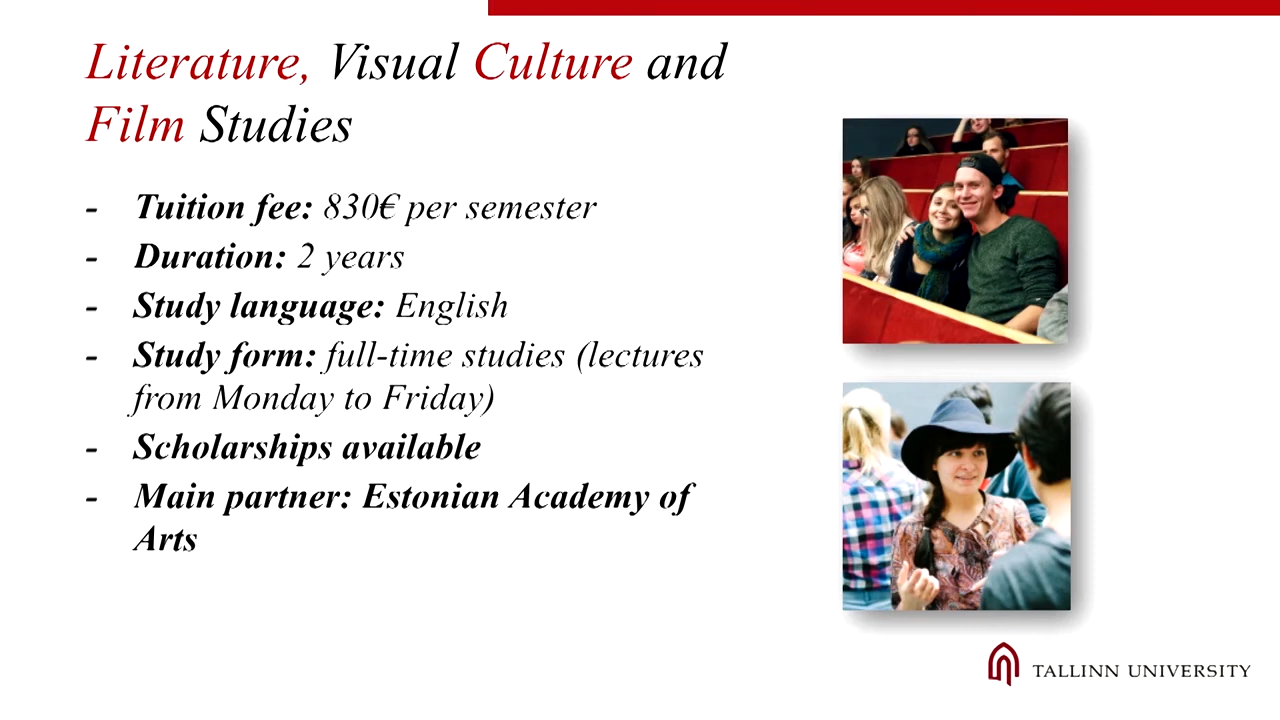 Literature, Visual Culture and
Film Studies
- Tuition fee: 830€ per semester
- Duration: 2 years
- Study language: English
- Study form: full-time studies (lectures
from Monday to Friday)
- Scholarships available
- Main partner: Estonian Academy of
Arts
TALLINN UNIVERSITY